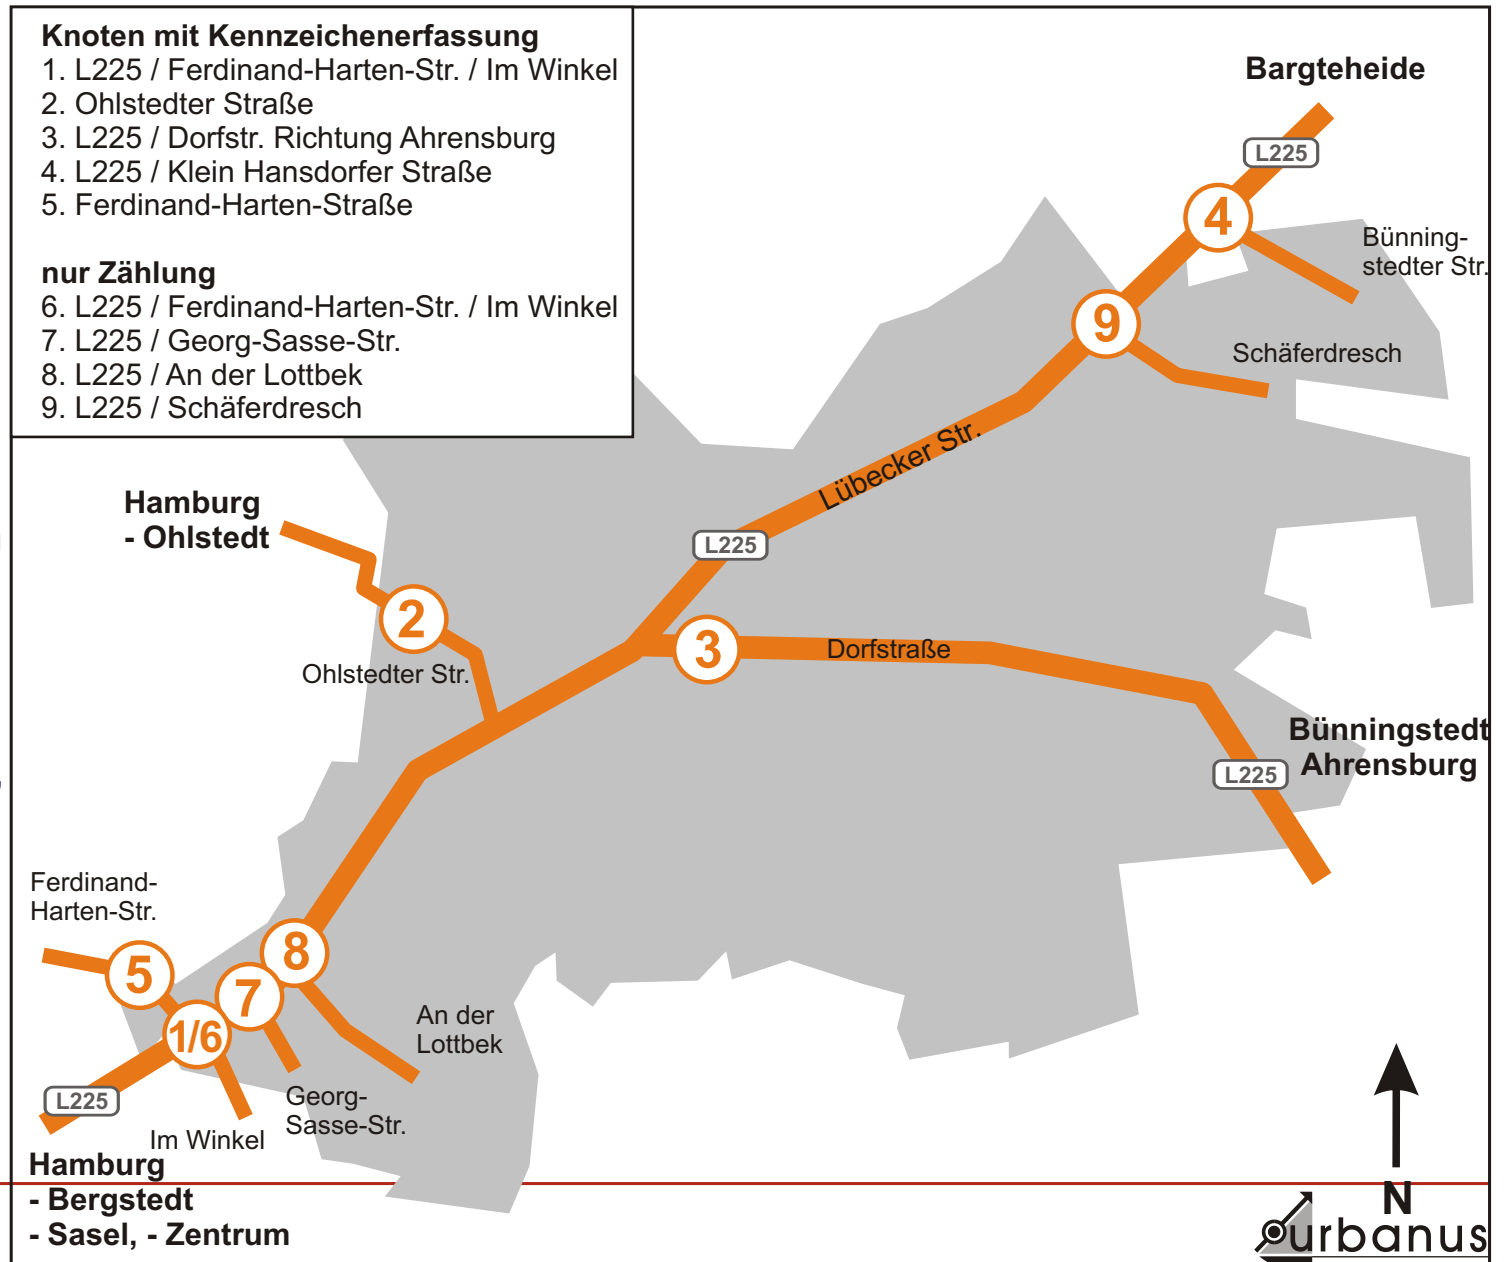 Knoten mit Kennzeichenerfassung
1. L225 / Ferdinand-Harten-Str. / Im Winkel
2. Ohlstedter Straße
3. L225 / Dorfstr. Richtung Ahrensburg
4. L225 / Klein Hansdorfer Straße
5. Ferdinand-Harten-Straße
nur Zählung
6. L225 / Ferdinand-Harten-Str. / Im Winkel
7. L225 / Georg-Sasse-Str.
8. L225 / An der Lottbek
9. L225 / Schäferdresch
Bargteheide
L225
4
Bünning-
stedter Str.
9
Schäferdresch
Lübecker Str.
Hamburg
- Ohlstedt
L225
2
Ohlstedter Str.
3
Dorfstraße
Bünningstedt
Ahrensburg
L225
Ferdinand-
Harten-Str.
5
8
7
1/6
An der
Lottbek
L225
Georg-
Sasse-Str.
Im Winkel
Hamburg
- Bergstedt
- Sasel, - Zentrum
N
urbanus